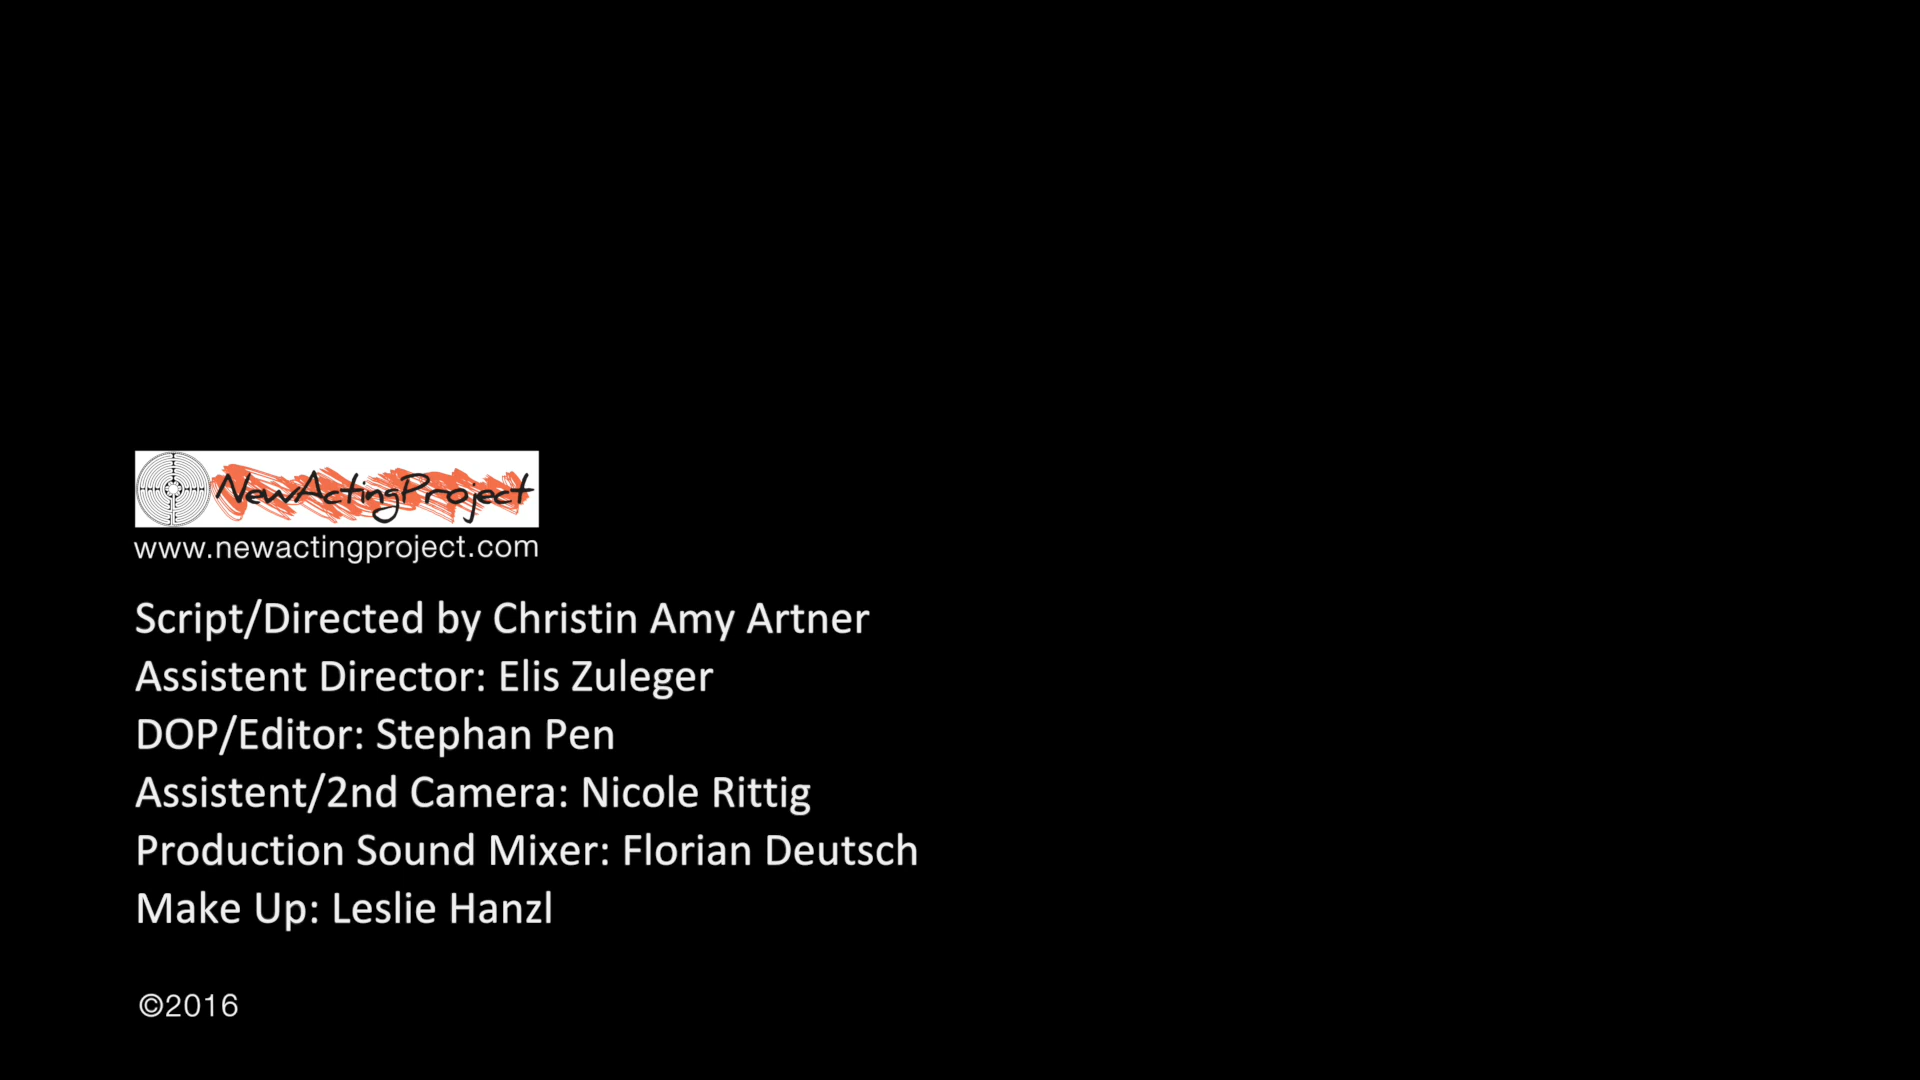 NewActingProject
www.newactingproject.com
Script/Directed by Christin Amy Artner
Assistent Director: Elis Zuleger
DOP/Editor: Stephan Pen
Assistent/2nd Camera: Nicole Rittig
Production Sound Mixer: Florian Deutsch
Make Up: Leslie Hanzl
©2016